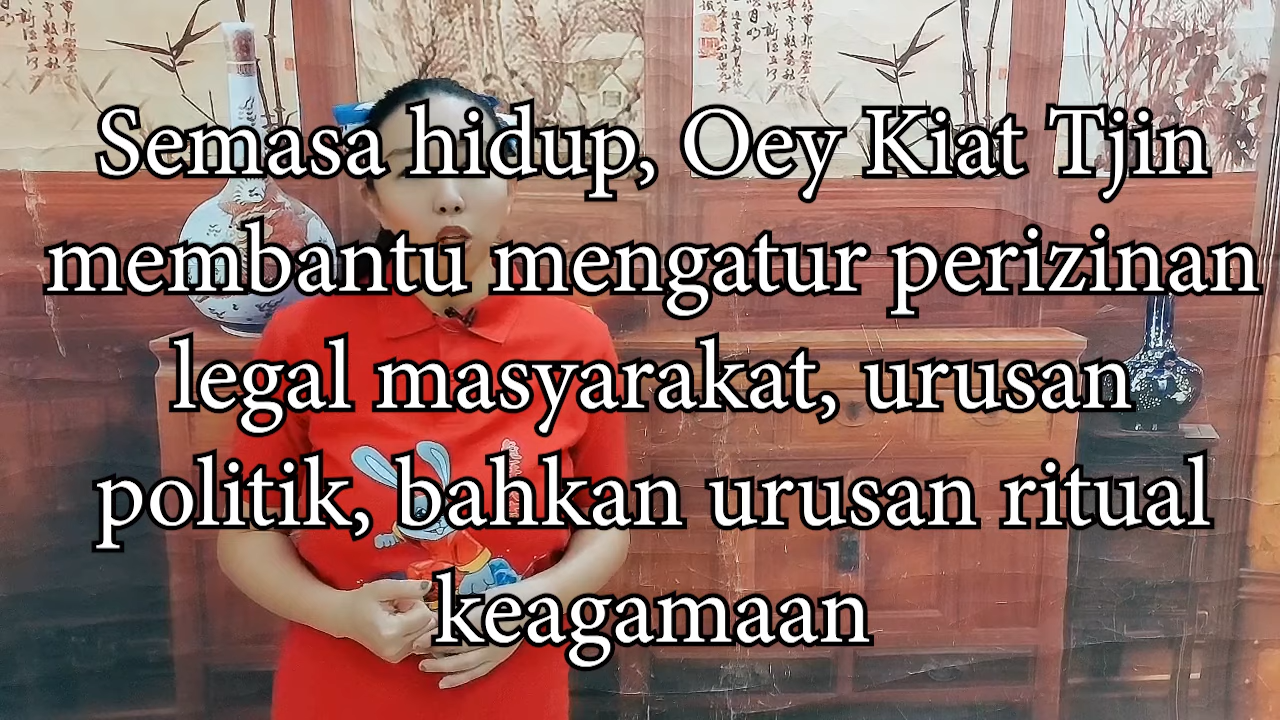 Semasa hidup, Oey Kiat Tjin
membantu mengatur perizinan
legal masyarakat, urusan
politik, bahkan urusan ritual
keagamaan